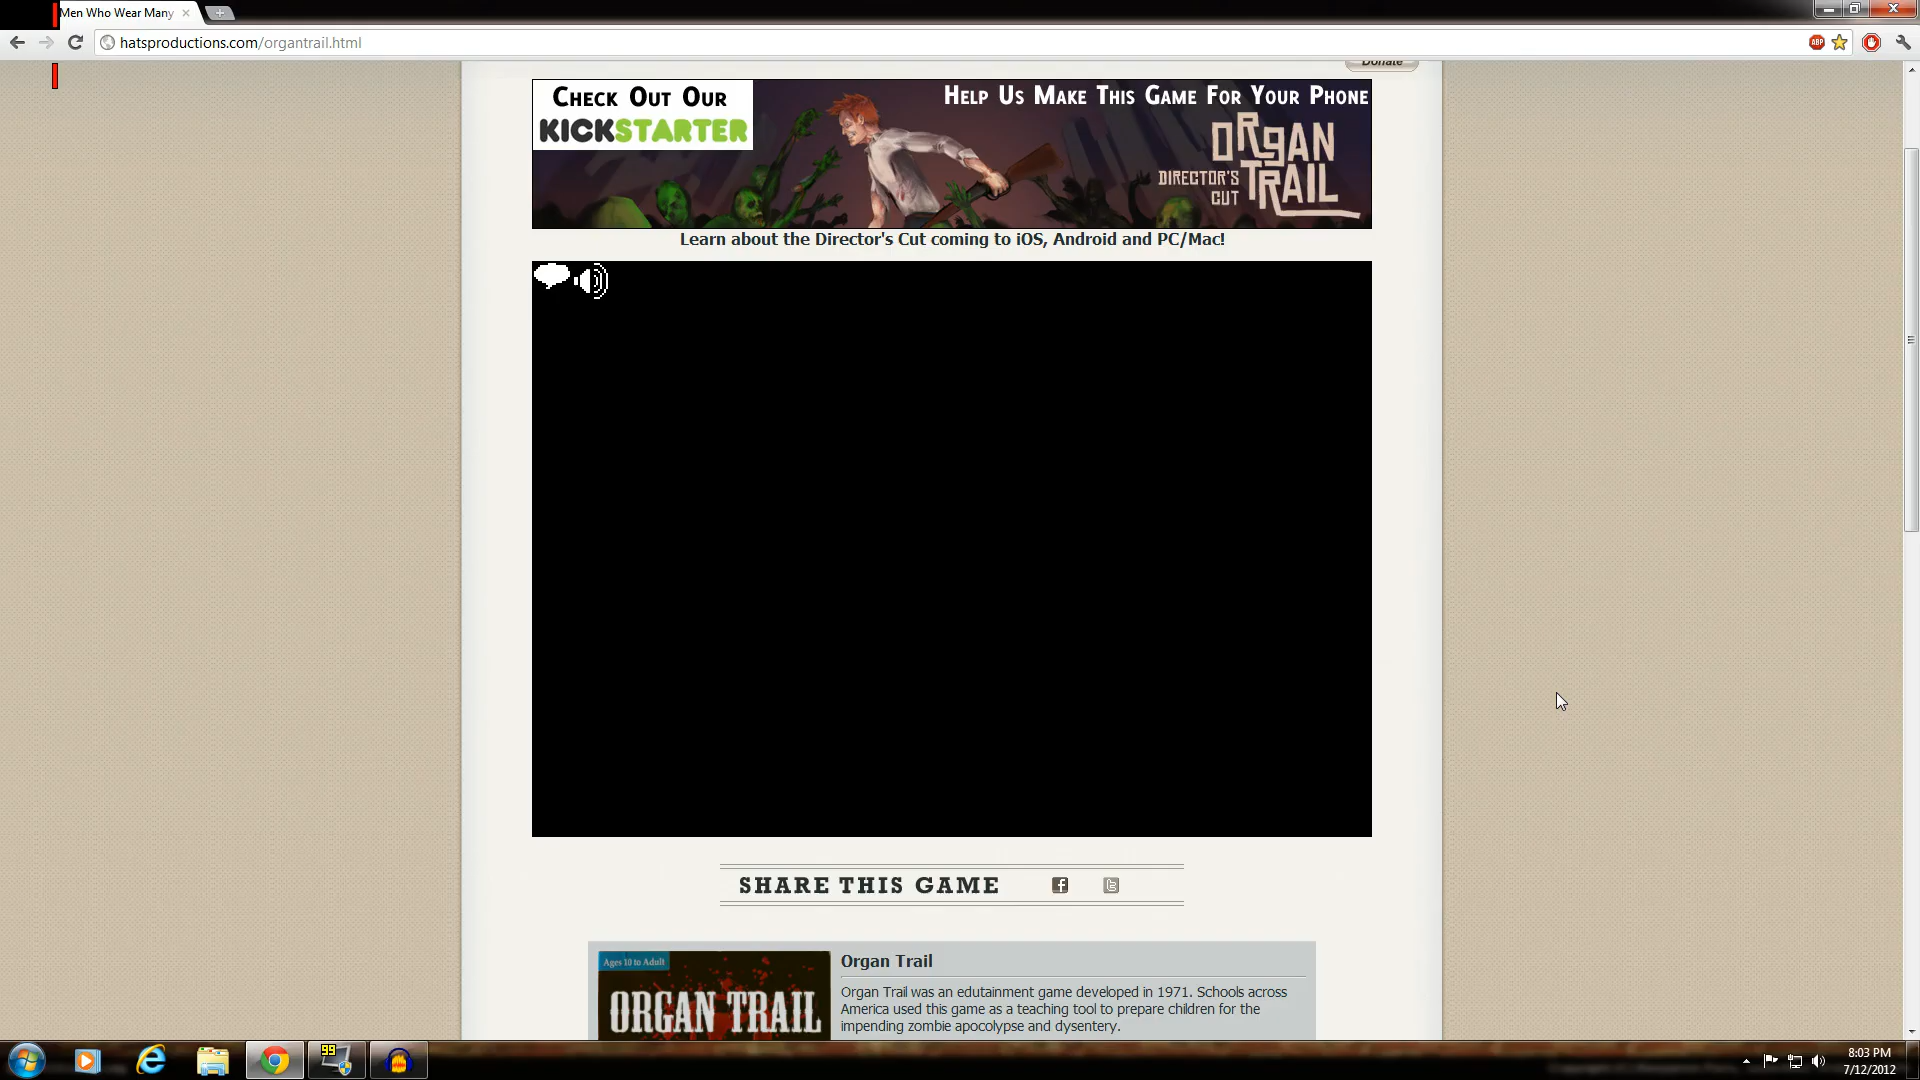 Men Who Wear Many
hatsproductions.com/organtrail.html
ABP
Donate
CHECK OUT OUR
KICKSTARTER
HELP US MAKE THIS GAME FOR YOUR PHONE
ORGAN
TRAIL
DIRECTOR'S
CUT
Learn about the Director's Cut coming to iOS, Android and PC/Mac!
SHARE THIS GAME
Ages 10 to Adult
ORGAN TRAIL
Organ Trail
Organ Trail was an edutainment game developed in 1971. Schools across
America used this game as a teaching tool to prepare children for the
impending zombie apocolypse and dysentery.
99
8:03 PM
7/12/2012